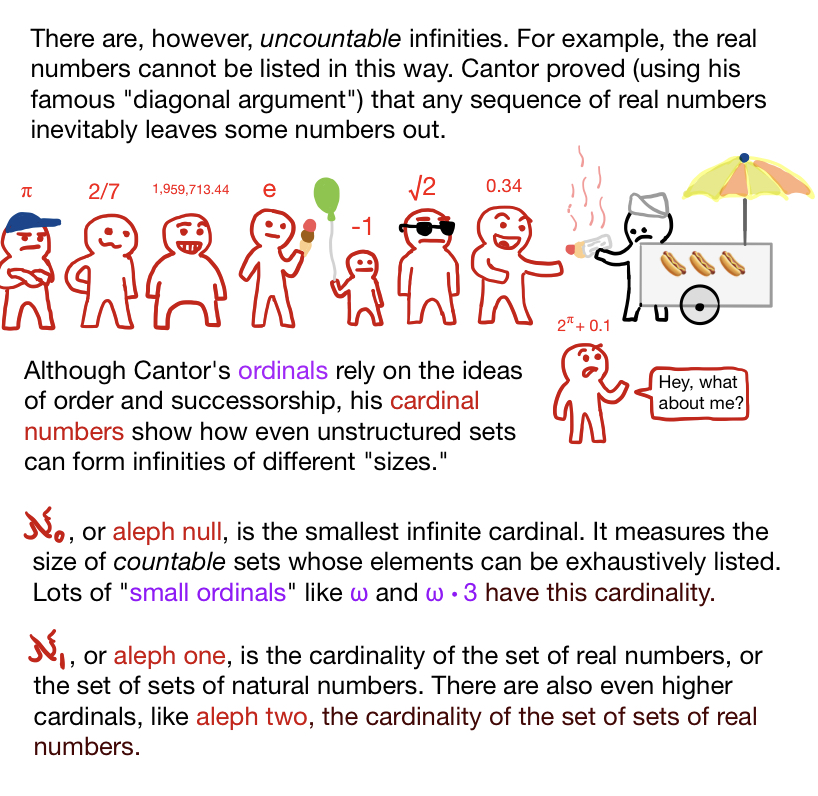 There are, however, uncountable infinities. For example, the real
numbers cannot be listed in this way. Cantor proved (using his
famous "diagonal argument") that any sequence of real numbers
inevitably leaves some numbers out.
π 2/7 1,959,713.44 e -1 √2 0.34
2^π + 0.1
Hey, what
about me?
Although Cantor's ordinals rely on the ideas
of order and successorship, his cardinal
numbers show how even unstructured sets
can form infinities of different "sizes."
ℵ₀, or aleph null, is the smallest infinite cardinal. It measures the
size of countable sets whose elements can be exhaustively listed.
Lots of "small ordinals" like ω and ω · 3 have this cardinality.
ℵ₁, or aleph one, is the cardinality of the set of real numbers, or
the set of sets of natural numbers. There are also even higher
cardinals, like aleph two, the cardinality of the set of sets of real
numbers.